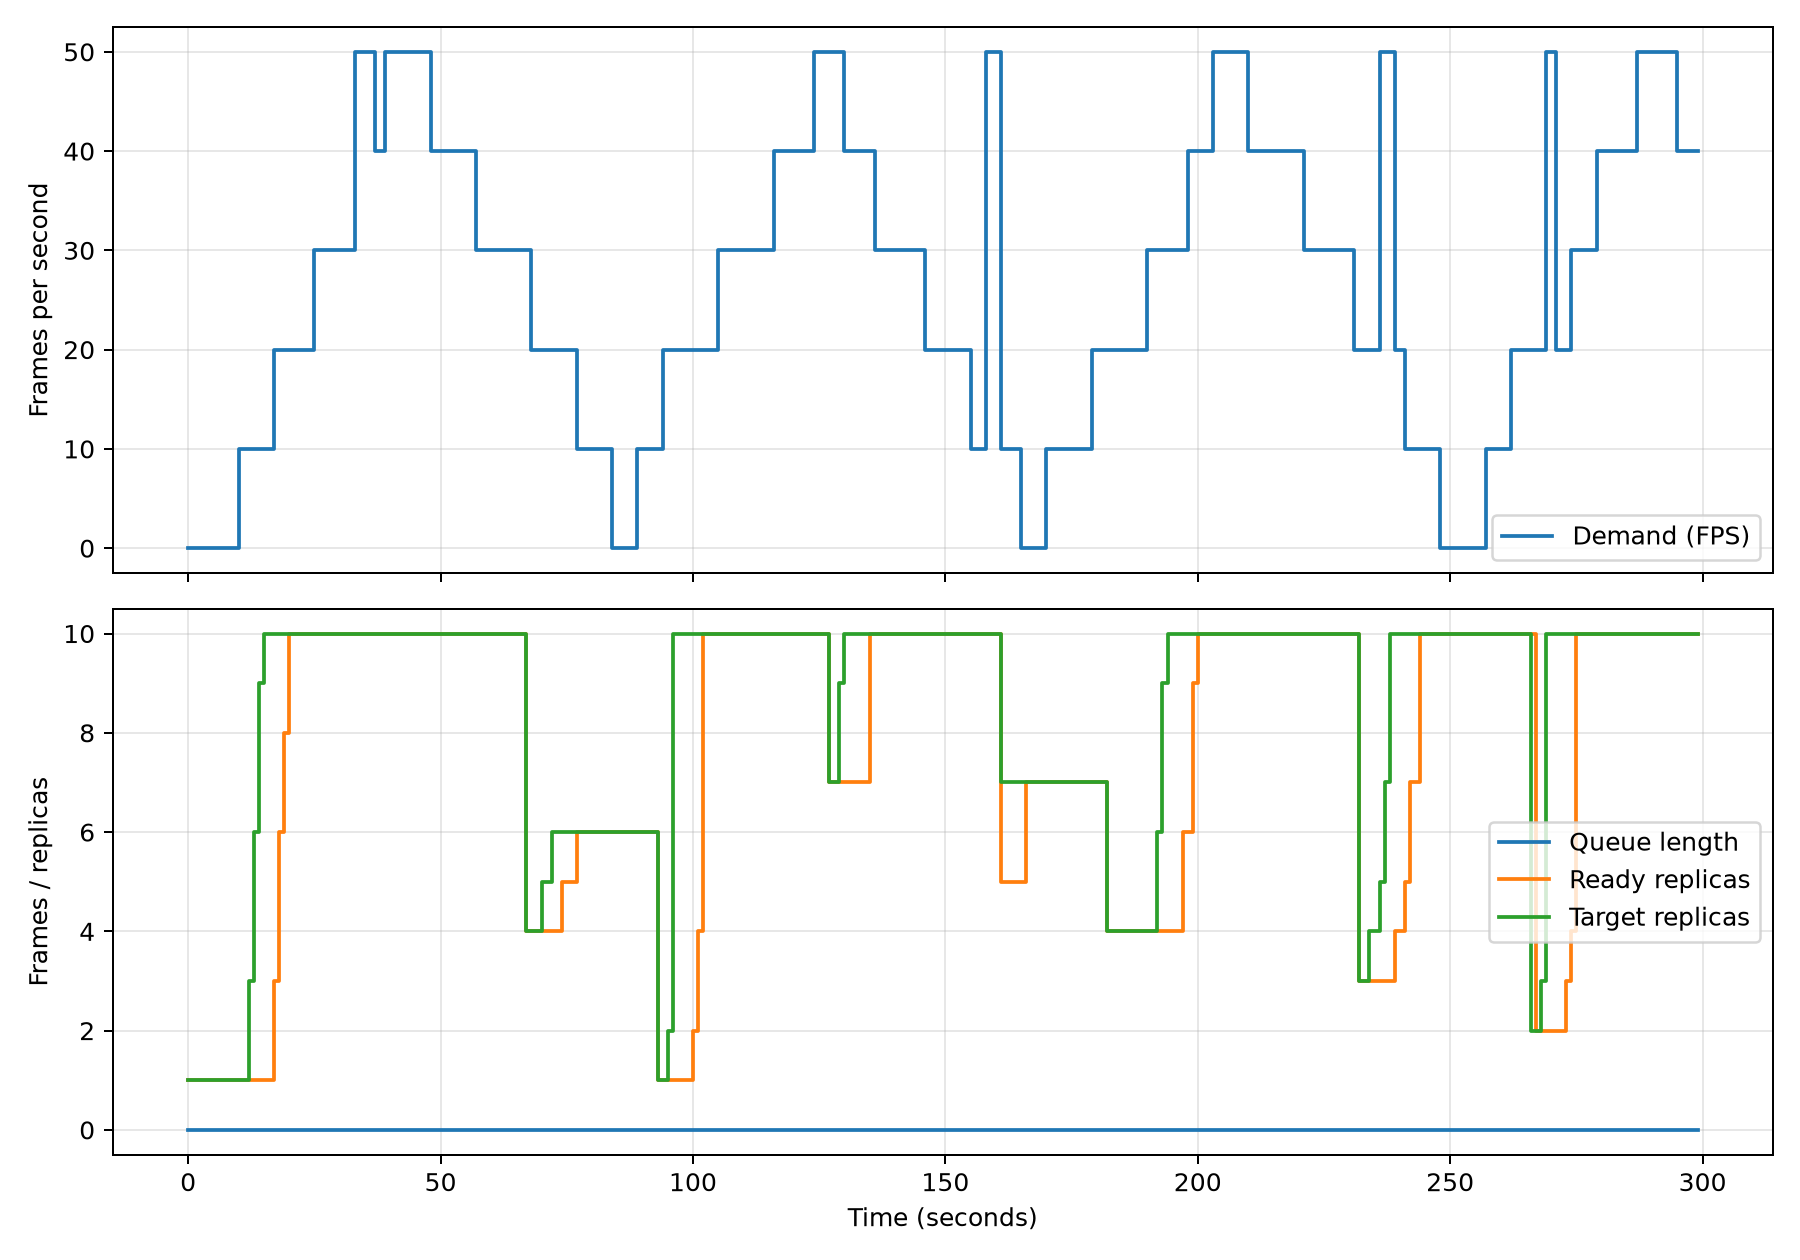 50
40
30
20
10
0
Frames per second
Demand (FPS)
10
8
6
4
2
0
Frames / replicas
Queue length
Ready replicas
Target replicas
0 50 100 150 200 250 300
Time (seconds)